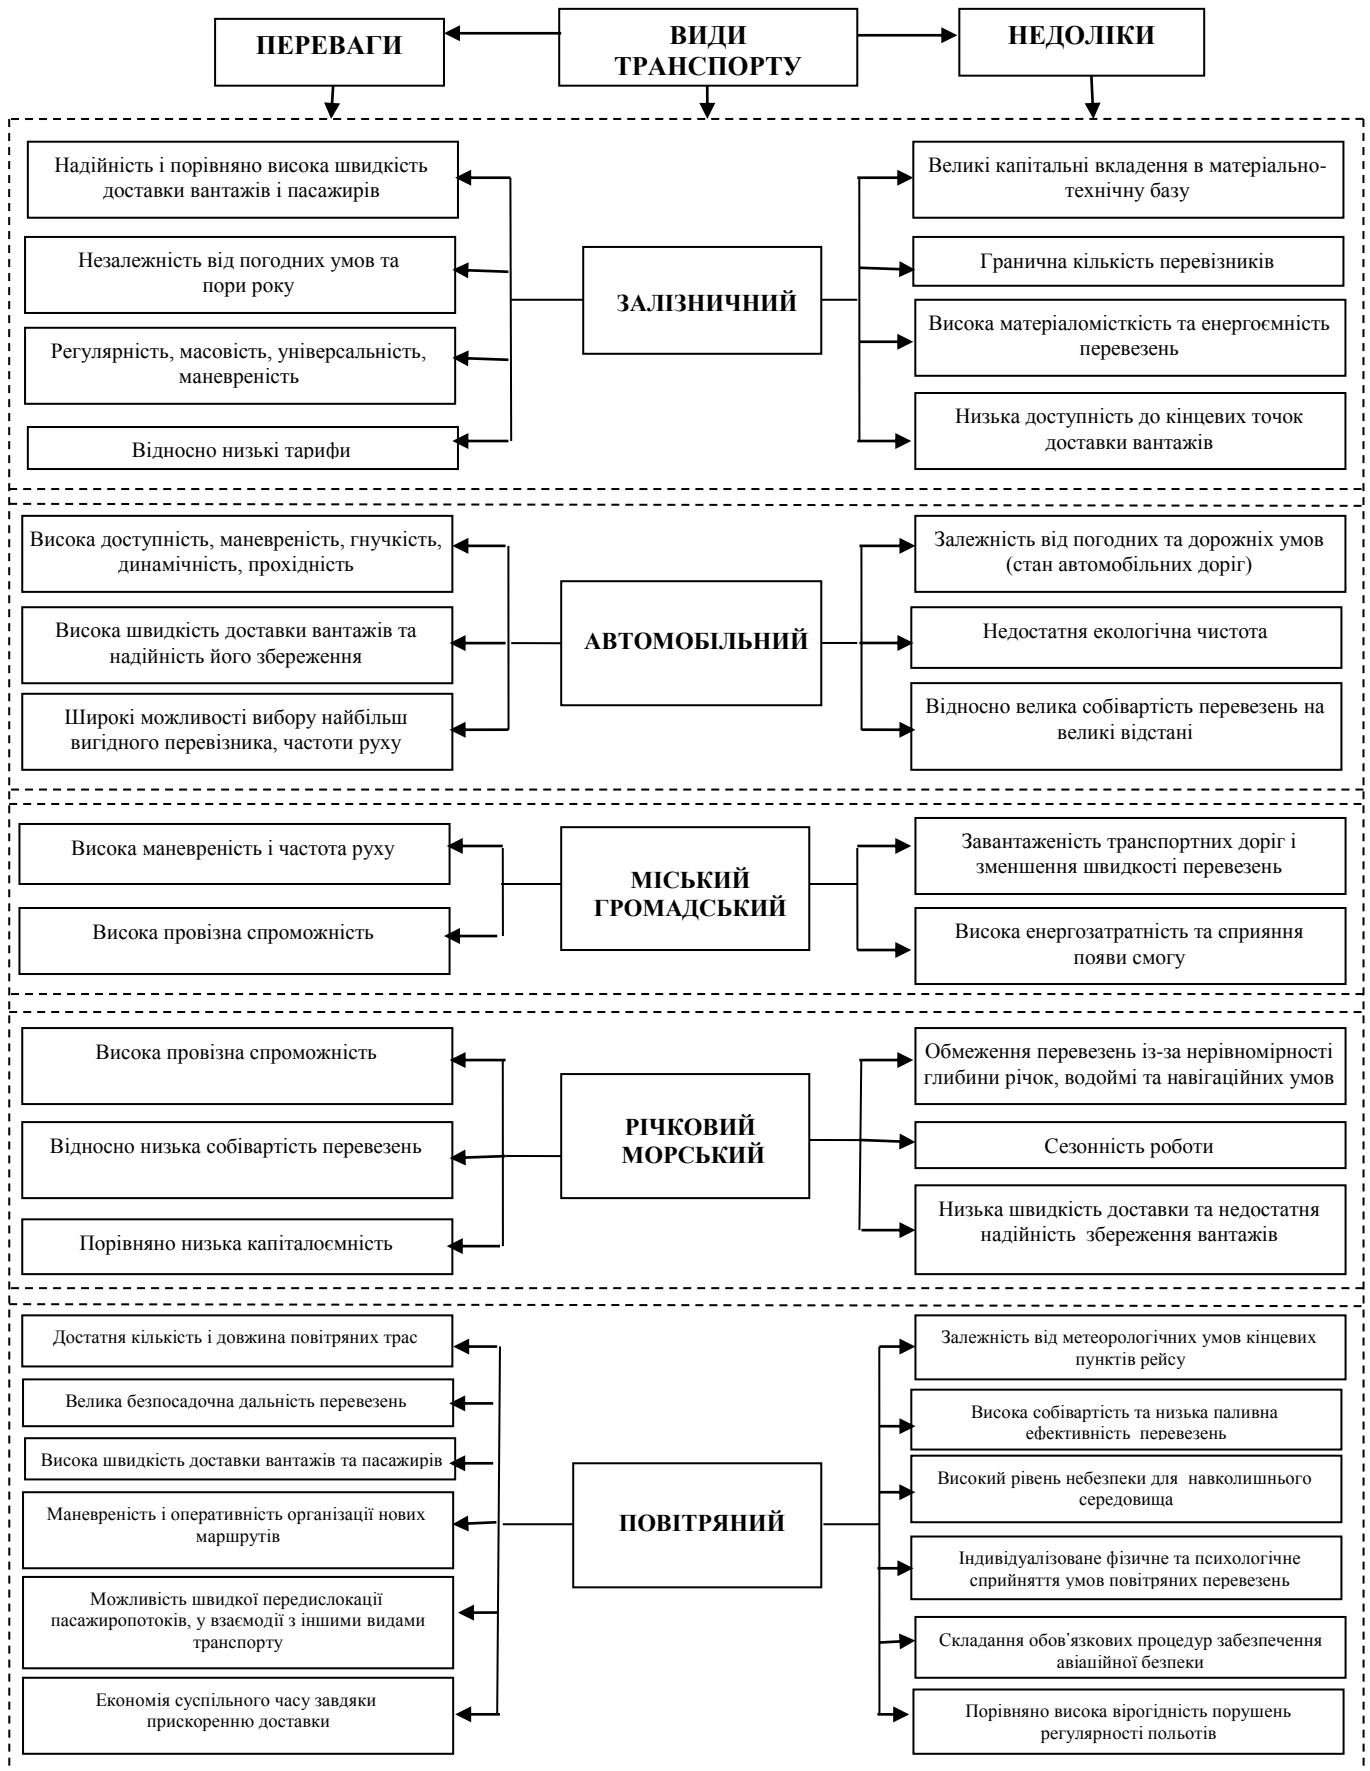 ПЕРЕВАГИ
ВИДИ
ТРАНСПОРТУ
НЕДОЛІКИ
Надійність і порівняно висока швидкість
доставки вантажів і пасажирів
Незалежність від погодних умов та
пори року
Регулярність, масовість, універсальність,
маневреність
Відносно низькі тарифи
ЗАЛІЗНИЧНИЙ
Великі капітальні вкладення в матеріально-
технічну базу
Гранична кількість перевізників
Висока матеріаломісткість та енергоємність
перевезень
Низька доступність до кінцевих точок
доставки вантажів
Висока доступність, маневреність, гнучкість,
динамічність, прохідність
Висока швидкість доставки вантажів та
надійність його збереження
Широкі можливості вибору найбільш
вигідного перевізника, частоти руху
АВТОМОБІЛЬНИЙ
Залежність від погодних та дорожніх умов
(стан автомобільних доріг)
Недостатня екологічна чистота
Відносно велика собівартість перевезень на
великі відстані
Висока маневреність і частота руху
Висока провізна спроможність
МІСЬКИЙ
ГРОМАДСЬКИЙ
Завантаженість транспортних доріг і
зменшення швидкості перевезень
Висока енергозатратність та сприяння
появи смогу
Висока провізна спроможність
Відносно низька собівартість перевезень
Порівняно низька капіталоємність
РІЧКОВИЙ
МОРСЬКИЙ
Обмеження перевезень із-за нерівномірності
глибини річок, водоймі та навігаційних умов
Сезонність роботи
Низька швидкість доставки та недостатня
надійність збереження вантажів
Достатня кількість і довжина повітряних трас
Велика безпосадочна дальність перевезень
Висока швидкість доставки вантажів та пасажирів
Маневреність і оперативність організації нових
маршрутів
Можливість швидкої передислокації
пасажиропотоків, у взаємодії з іншими видами
транспорту
Економія суспільного часу завдяки
прискоренню доставки
ПОВІТРЯНИЙ
Залежність від метеорологічних умов кінцевих
пунктів рейсу
Висока собівартість та низька паливна
ефективність перевезень
Високий рівень небезпеки для навколишнього
середовища
Індивідуалізоване фізичне та психологічне
сприйняття умов повітряних перевезень
Складання обов'язкових процедур забезпечення
авіаційної безпеки
Порівняно висока вірогідність порушень
регулярності польотів